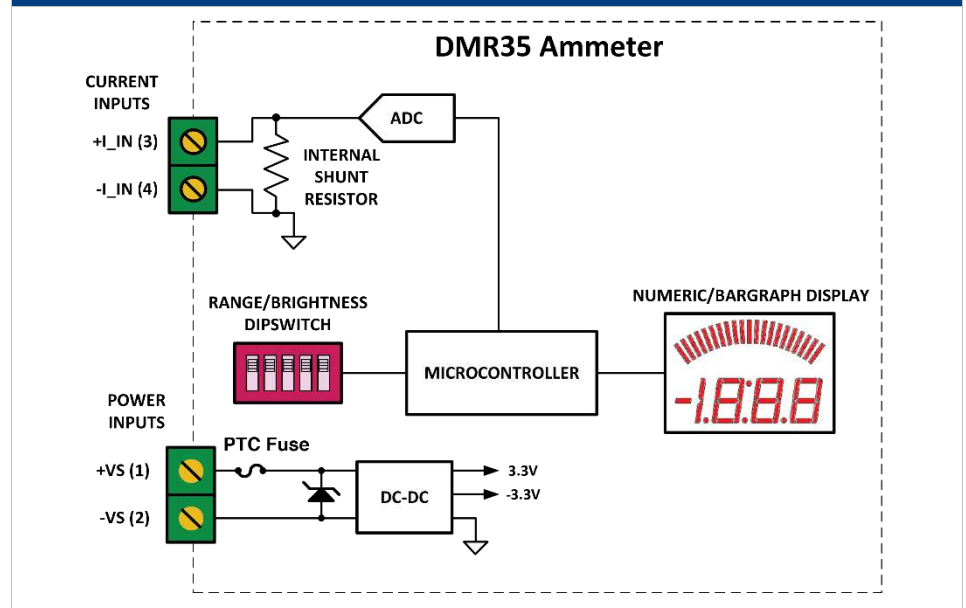 DMR35 Ammeter
CURRENT
INPUTS
+I_IN (3)
-I_IN (4)
ADC
INTERNAL
SHUNT
RESISTOR
RANGE/BRIGHTNESS
DIPSWITCH
MICROCONTROLLER
NUMERIC/BARGRAPH DISPLAY
-1.8:8.8
POWER
INPUTS
PTC Fuse
+VS (1)
-VS (2)
DC-DC
3.3V
-3.3V